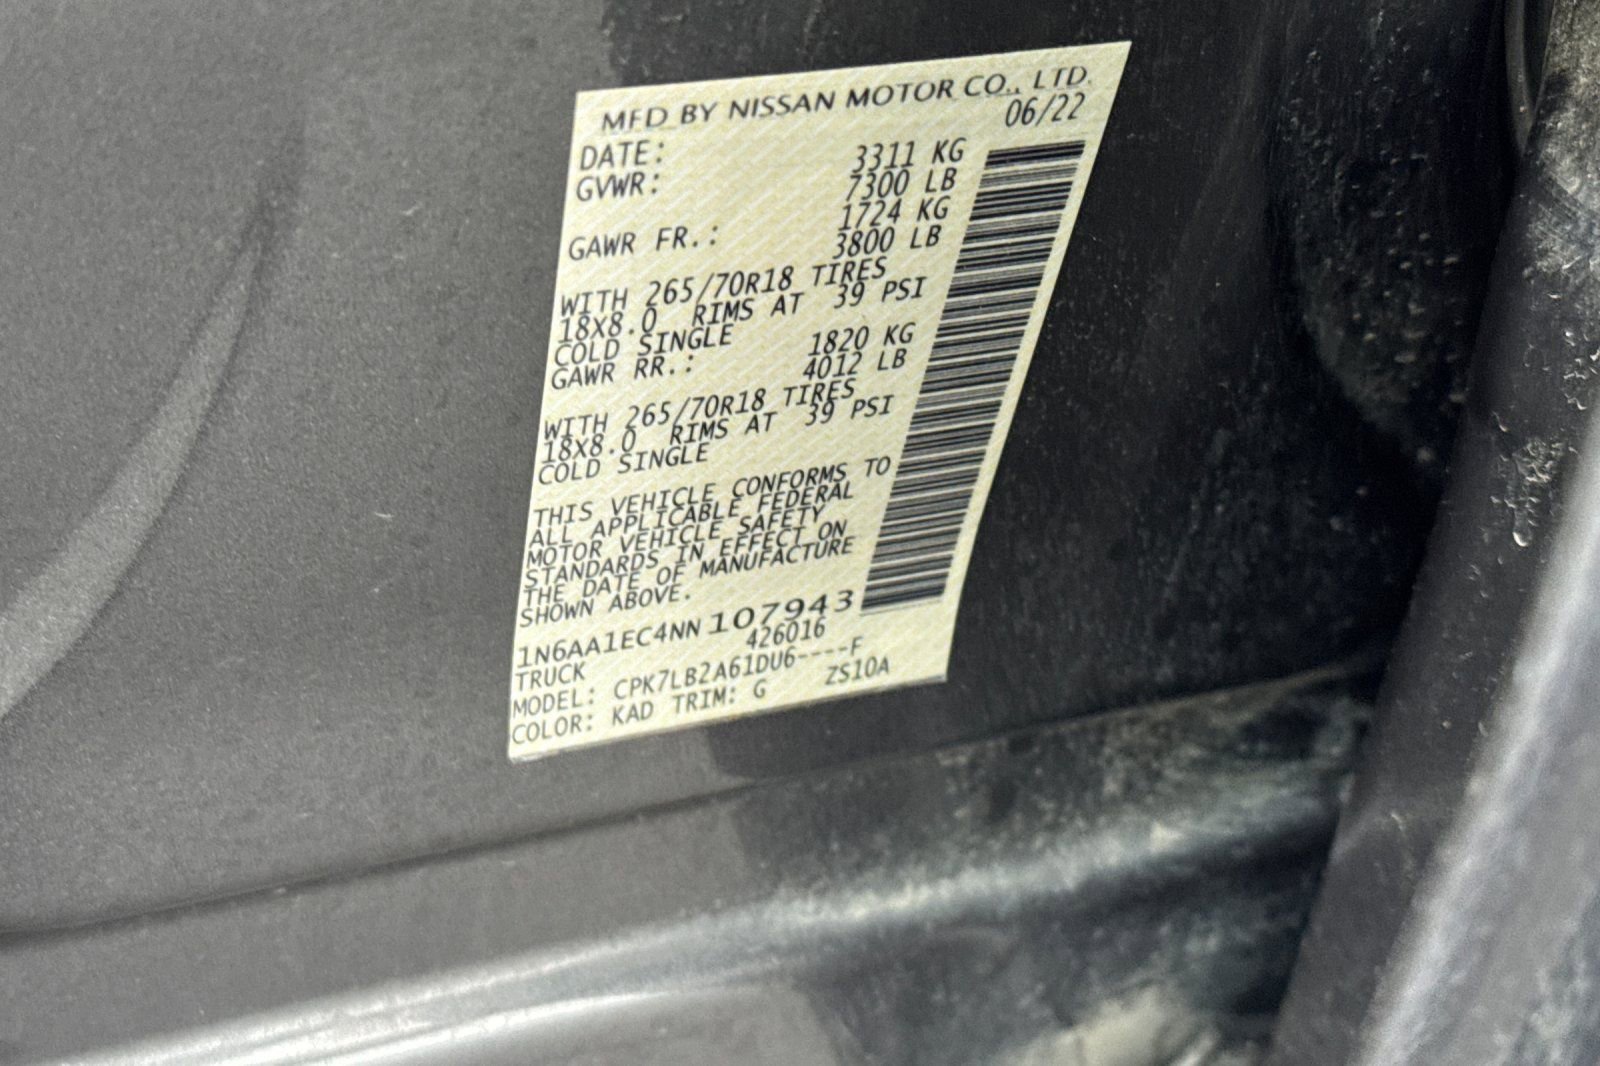 MFD BY NISSAN MOTOR CO., LTD.
DATE: 06/22
GVWR: 3311 KG
7300 LB
GAWR FR.: 1724 KG
3800 LB
WITH 265/70R18 TIRES
18X8.0 RIMS AT 39 PSI
COLD SINGLE
GAWR RR.: 1820 KG
4012 LB
WITH 265/70R18 TIRES
18X8.0 RIMS AT 39 PSI
COLD SINGLE
THIS VEHICLE CONFORMS TO
ALL APPLICABLE FEDERAL
MOTOR VEHICLE SAFETY
STANDARDS IN EFFECT ON
THE DATE OF MANUFACTURE
SHOWN ABOVE.
1N6AA1EC4NN107943
TRUCK 426016
MODEL: CPK7LB2A61DU6----F
COLOR: KAD TRIM: G ZS10A